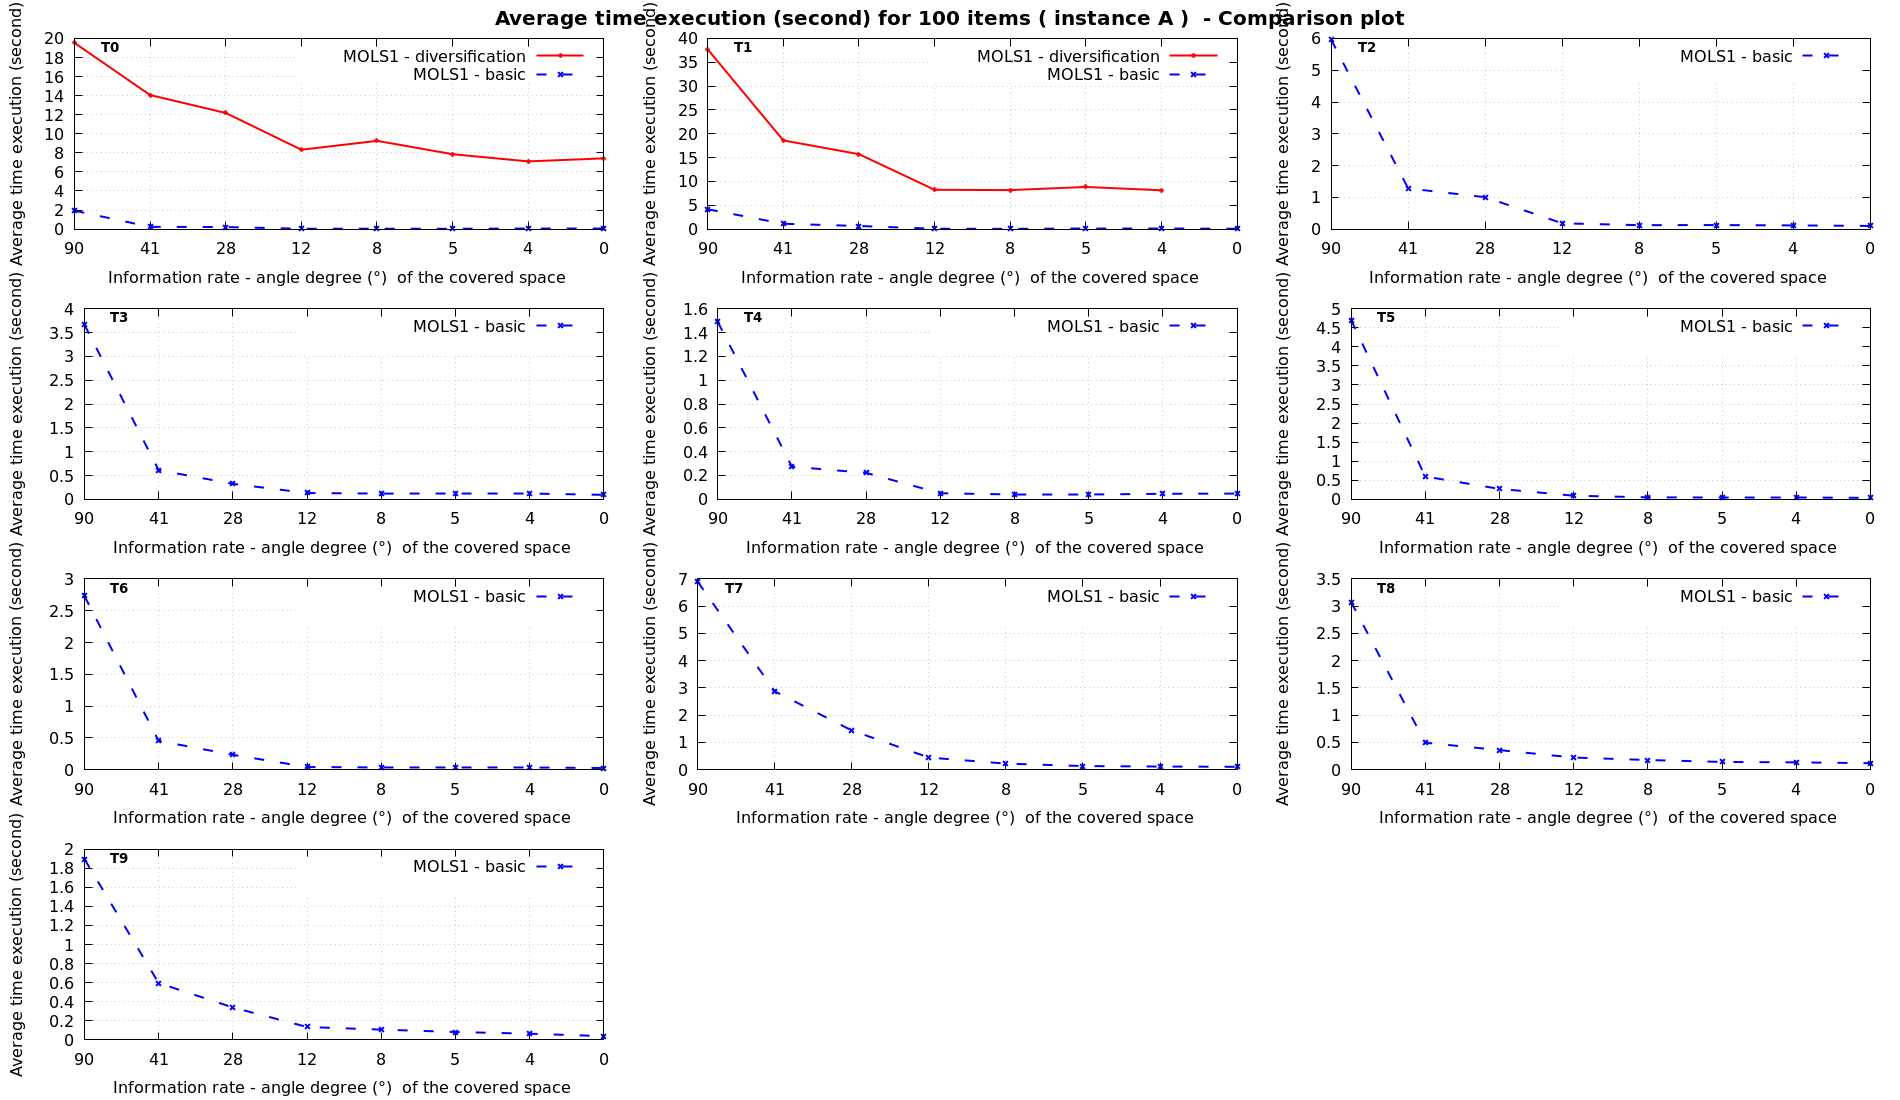 Average time execution (second) for 100 items ( instance A )  - Comparison plot
T0
MOLS1 - diversification
MOLS1 - basic
Average time execution (second)
20
18
16
14
12
10
8
6
4
2
0
90 41 28 12 8 5 4 0
Information rate - angle degree (°)  of the covered space
T1
MOLS1 - diversification
MOLS1 - basic
Average time execution (second)
40
35
30
25
20
15
10
5
0
90 41 28 12 8 5 4 0
Information rate - angle degree (°)  of the covered space
T2
MOLS1 - basic
Average time execution (second)
6
5
4
3
2
1
0
90 41 28 12 8 5 4 0
Information rate - angle degree (°)  of the covered space
T3
MOLS1 - basic
Average time execution (second)
4
3.5
3
2.5
2
1.5
1
0.5
0
90 41 28 12 8 5 4 0
Information rate - angle degree (°)  of the covered space
T4
MOLS1 - basic
Average time execution (second)
1.6
1.4
1.2
1
0.8
0.6
0.4
0.2
0
90 41 28 12 8 5 4 0
Information rate - angle degree (°)  of the covered space
T5
MOLS1 - basic
Average time execution (second)
5
4.5
4
3.5
3
2.5
2
1.5
1
0.5
0
90 41 28 12 8 5 4 0
Information rate - angle degree (°)  of the covered space
T6
MOLS1 - basic
Average time execution (second)
3
2.5
2
1.5
1
0.5
0
90 41 28 12 8 5 4 0
Information rate - angle degree (°)  of the covered space
T7
MOLS1 - basic
Average time execution (second)
7
6
5
4
3
2
1
0
90 41 28 12 8 5 4 0
Information rate - angle degree (°)  of the covered space
T8
MOLS1 - basic
Average time execution (second)
3.5
3
2.5
2
1.5
1
0.5
0
90 41 28 12 8 5 4 0
Information rate - angle degree (°)  of the covered space
T9
MOLS1 - basic
Average time execution (second)
2
1.8
1.6
1.4
1.2
1
0.8
0.6
0.4
0.2
0
90 41 28 12 8 5 4 0
Information rate - angle degree (°)  of the covered space